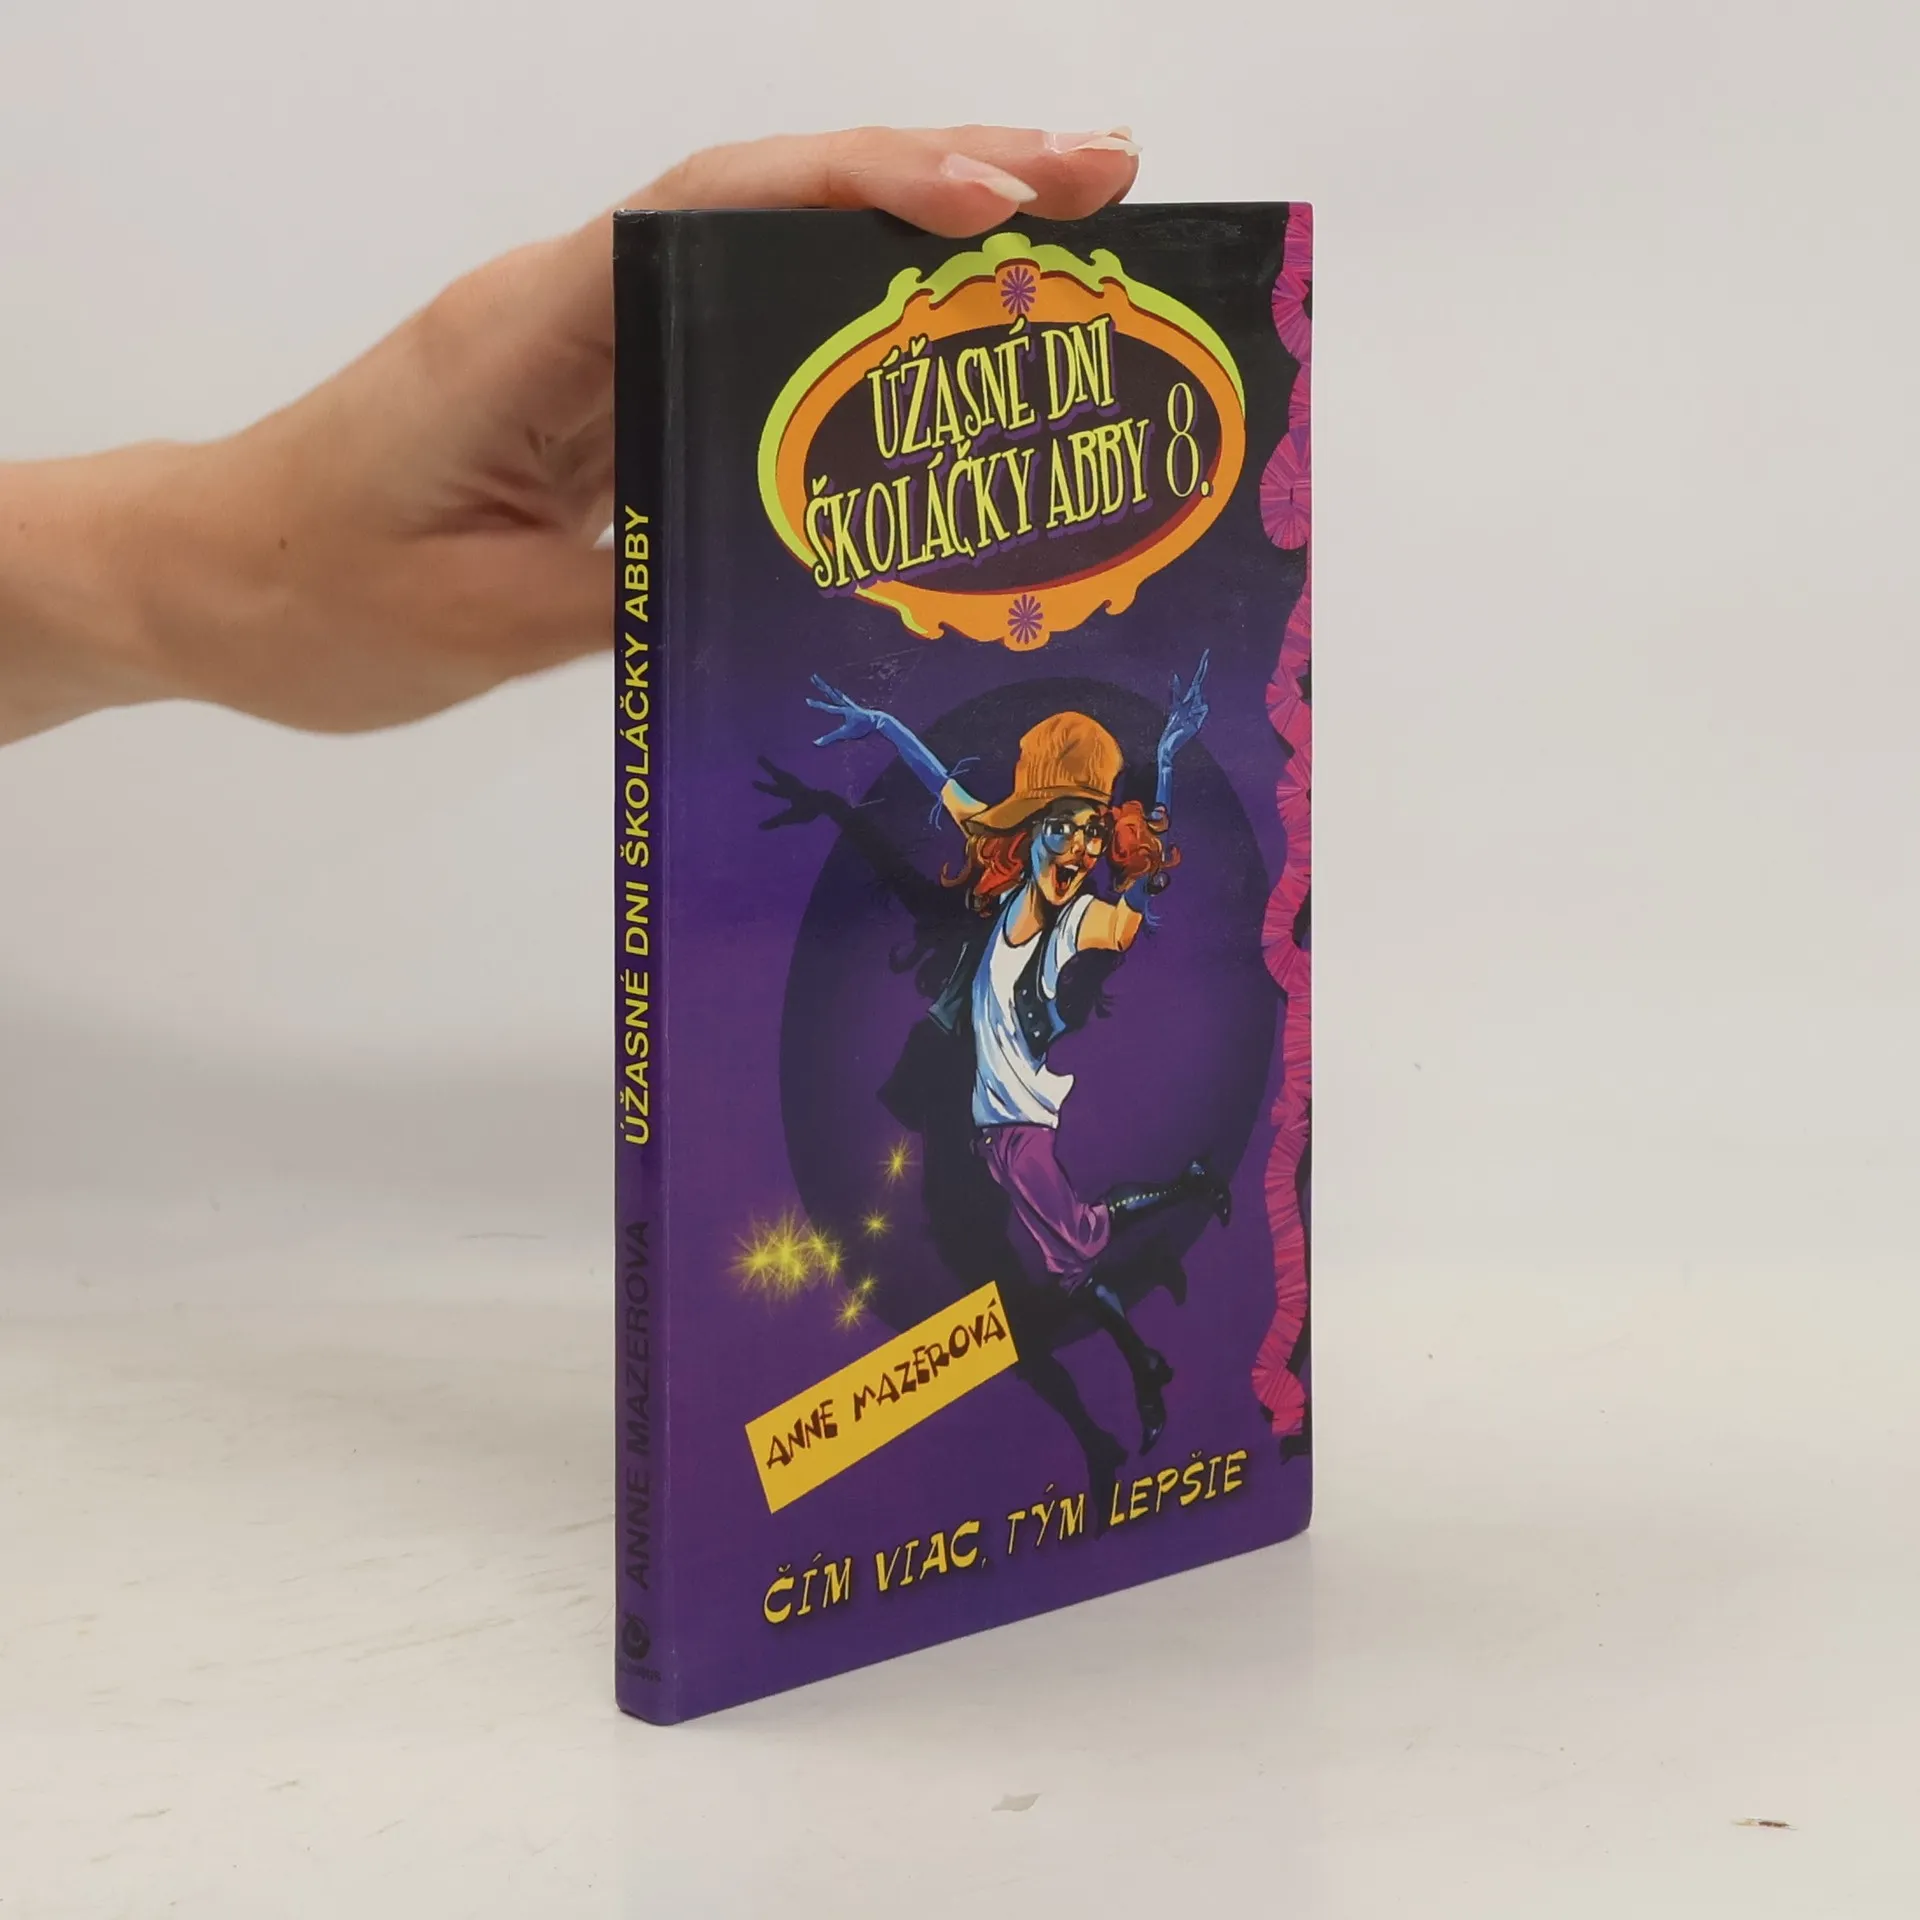 ÚŽASNÉ DNI
ŠKOLÁČKY ABBY 8.
ANNE MAZEROVÁ
ČÍM VIAC, TÝM LEPŠIE
ANNE MAZEROVÁ ÚŽASNÉ DNI ŠKOLÁČKY ABBY